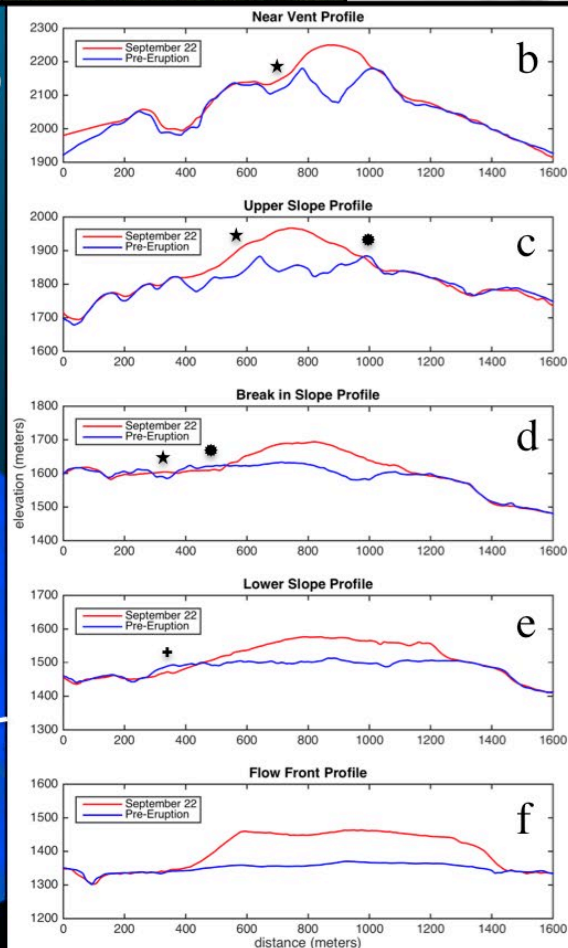 Near Vent Profile
2300
2200
2100
2000
1900
September 22
Pre-Eruption
b
0 200 400 600 800 1000 1200 1400 1600
Upper Slope Profile
2000
1900
1800
1700
1600
September 22
Pre-Eruption
c
0 200 400 600 800 1000 1200 1400 1600
Break in Slope Profile
1800
1700
1600
1500
1400
September 22
Pre-Eruption
d
0 200 400 600 800 1000 1200 1400 1600
elevation (meters)
Lower Slope Profile
1700
1600
1500
1400
1300
September 22
Pre-Eruption
e
0 200 400 600 800 1000 1200 1400 1600
Flow Front Profile
1600
1500
1400
1300
1200
September 22
Pre-Eruption
f
0 200 400 600 800 1000 1200 1400 1600
distance (meters)